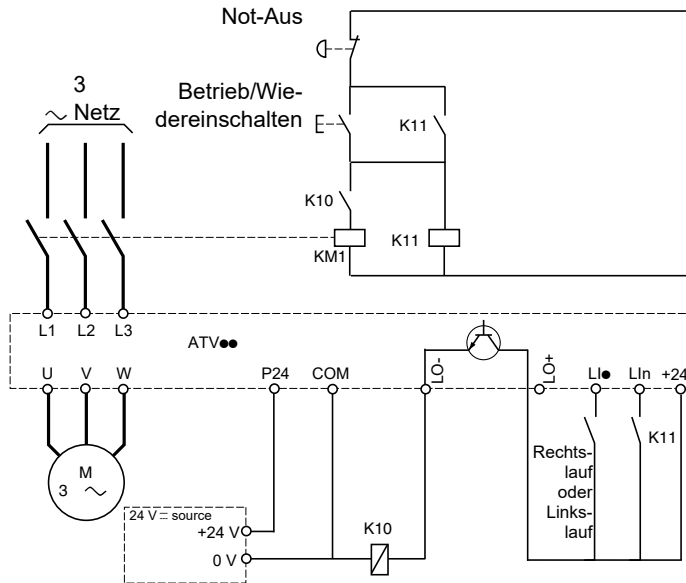 Not-Aus
3
~ Netz
Betrieb/Wie-
dereinschalten
K11
K10
KM1
K11
L1 L2 L3
ATV●●
U V W
P24 COM LO- LO+ LI● LIn +24
K11
Rechts-
lauf
oder
Links-
lauf
M
3 ~
24 V = source
+24 V
0 V
K10